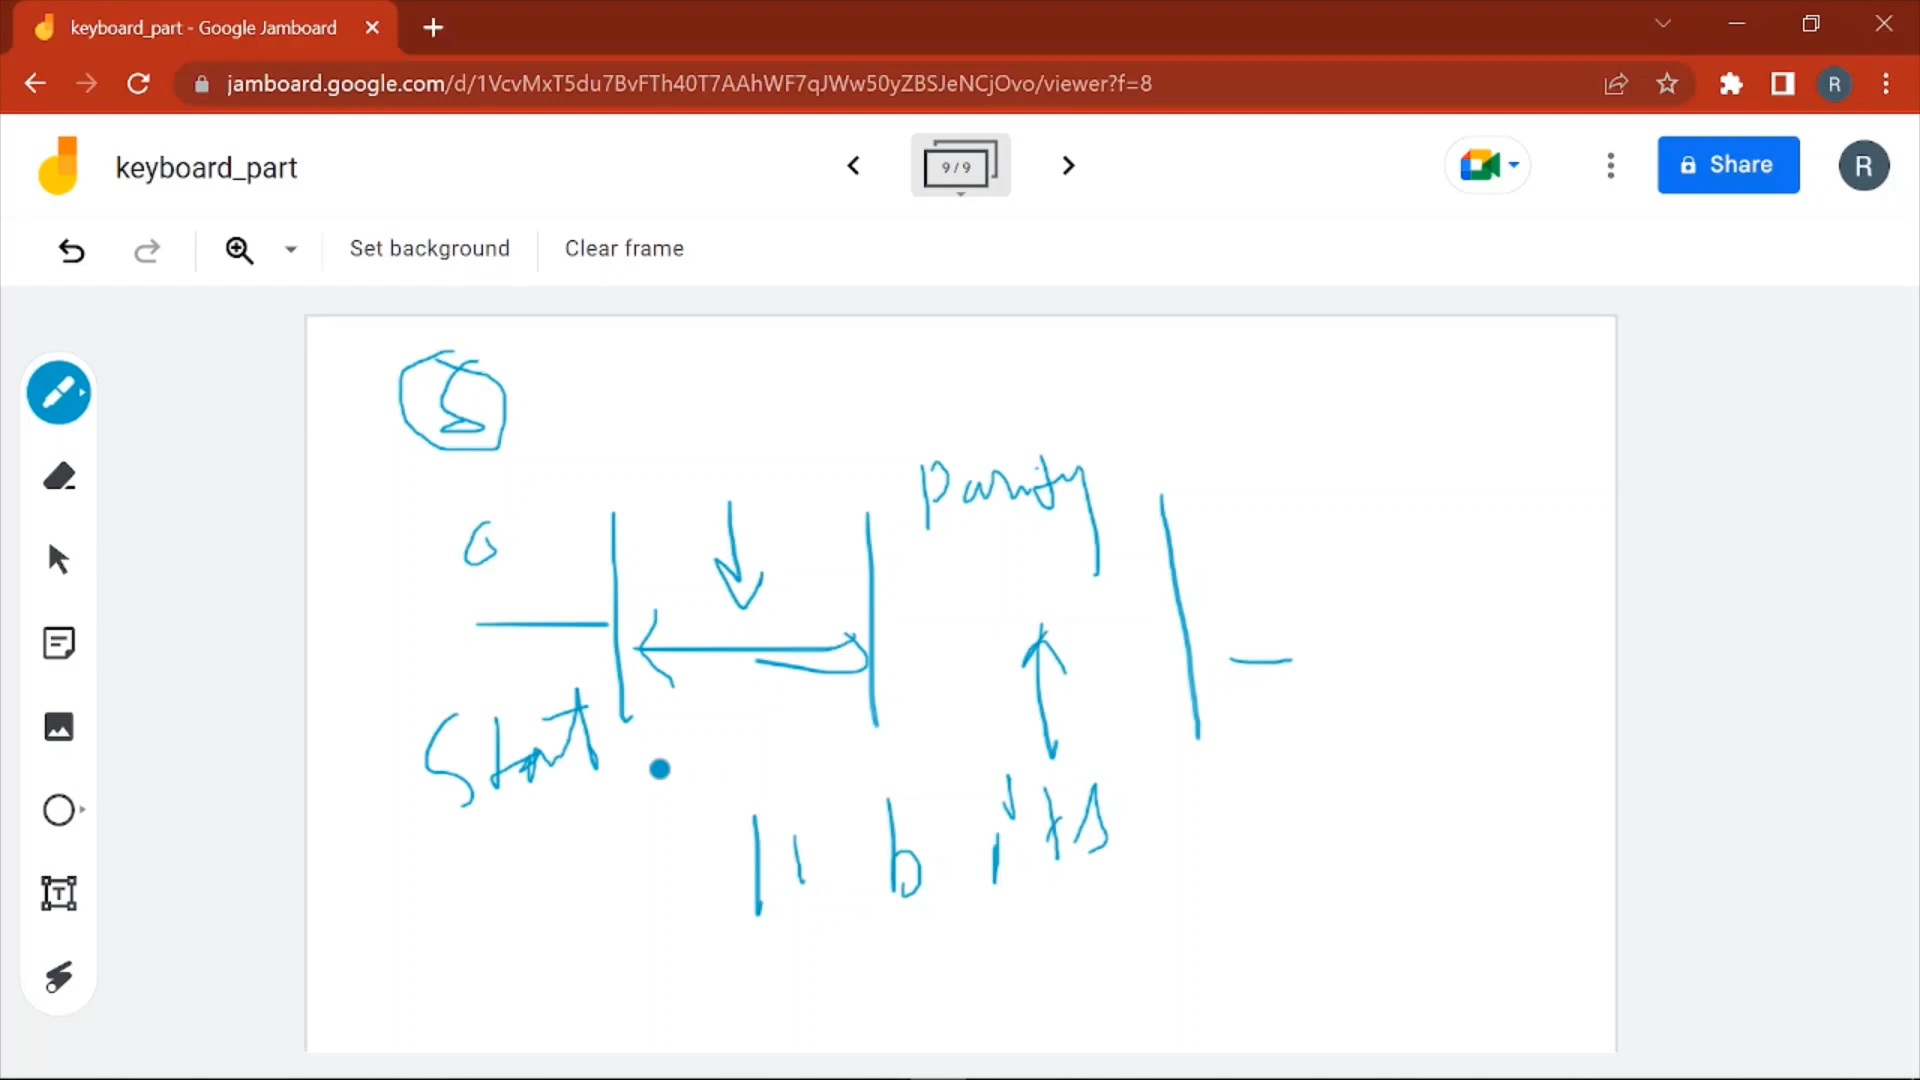 keyboard_part - Google Jamboard
jamboard.google.com/d/1VcvMxT5du7BvFTh40T7AAhWF7qJWw50yZBSJeNCjOvo/viewer?f=8
R
keyboard_part
9 / 9
Share
R
Set background
Clear frame
Parity
0
Start
11 bits
T